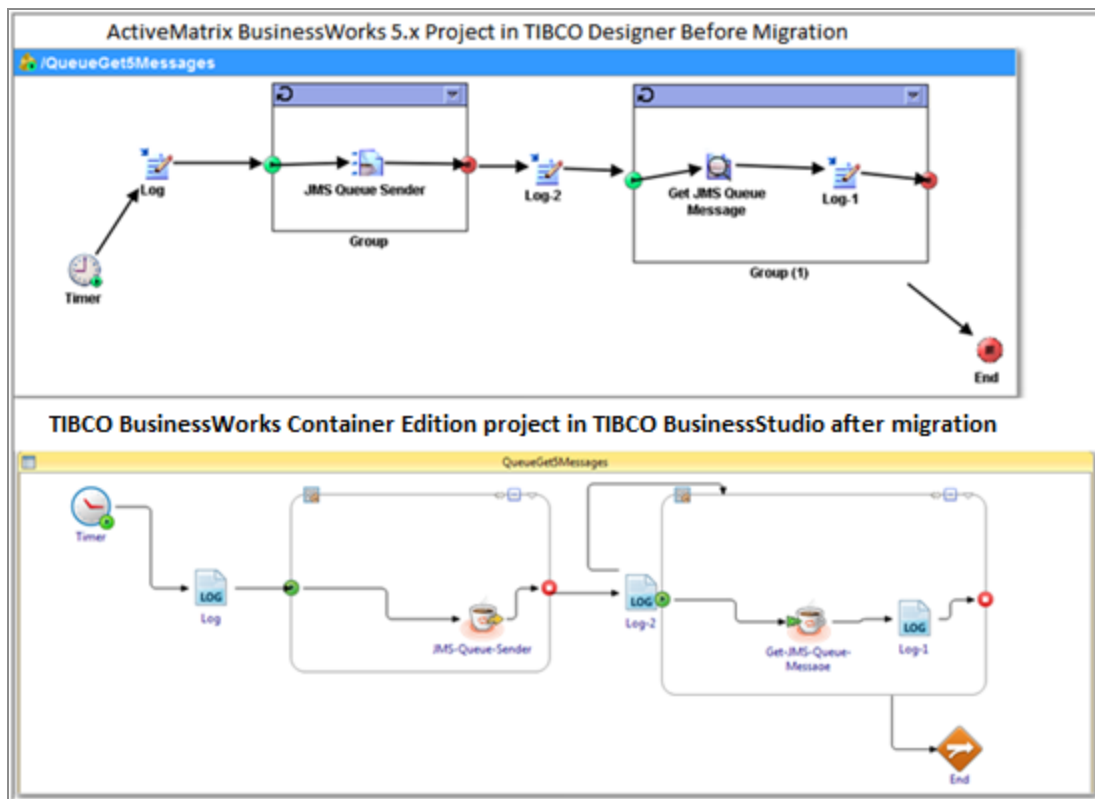 ActiveMatrix BusinessWorks 5.x Project in TIBCO Designer Before Migration
/QueueGet5Messages
Log
JMS Queue Sender
Log-2
Get JMS Queue
Message
Log-1
Group
Group (1)
Timer
End
TIBCO BusinessWorks Container Edition project in TIBCO BusinessStudio after migration
QueueGet5Messages
Timer
LOG
Log
JMS-Queue-Sender
LOG
Log-2
Get-JMS-Queue-
Message
LOG
Log-1
End